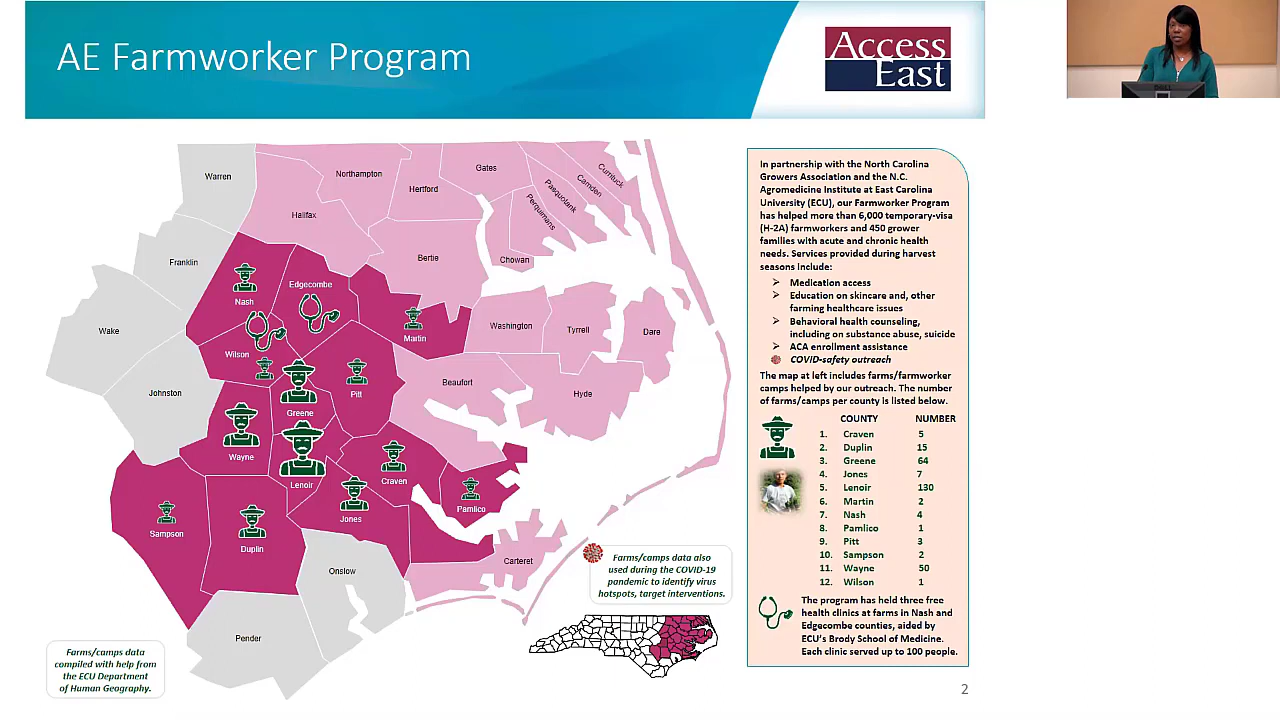 AE Farmworker Program
Access
East
Warren
Northampton
Hertford
Gates
Currituck
Camden
Pasquotank
Perquimans
Halifax
Franklin
Bertie
Chowan
Nash
Edgecombe
Wake
Martin
Washington
Tyrrell
Dare
Wilson
Johnston
Pitt
Beaufort
Hyde
Greene
Wayne
Lenoir
Craven
Sampson
Duplin
Jones
Pamlico
Onslow
Carteret
Pender
Farms/camps data
compiled with help from
the ECU Department
of Human Geography.
Farms/camps data also
used during the COVID-19
pandemic to identify virus
hotspots, target interventions.
In partnership with the North Carolina
Growers Association and the N.C.
Agromedicine Institute at East Carolina
University (ECU), our Farmworker Program
has helped more than 6,000 temporary-visa
(H-2A) farmworkers and 450 grower
families with acute and chronic health
needs. Services provided during harvest
seasons include:
➢ Medication access
➢ Education on skincare and, other
farming healthcare issues
➢ Behavioral health counseling,
including on substance abuse, suicide
➢ ACA enrollment assistance
COVID-safety outreach
The map at left includes farms/farmworker
camps helped by our outreach. The number
of farms/camps per county is listed below.
COUNTY NUMBER
1. Craven 5
2. Duplin 15
3. Greene 64
4. Jones 7
5. Lenoir 130
6. Martin 2
7. Nash 4
8. Pamlico 1
9. Pitt 3
10. Sampson 2
11. Wayne 50
12. Wilson 1
The program has held three free
health clinics at farms in Nash and
Edgecombe counties, aided by
ECU's Brody School of Medicine.
Each clinic served up to 100 people.
2
DELL